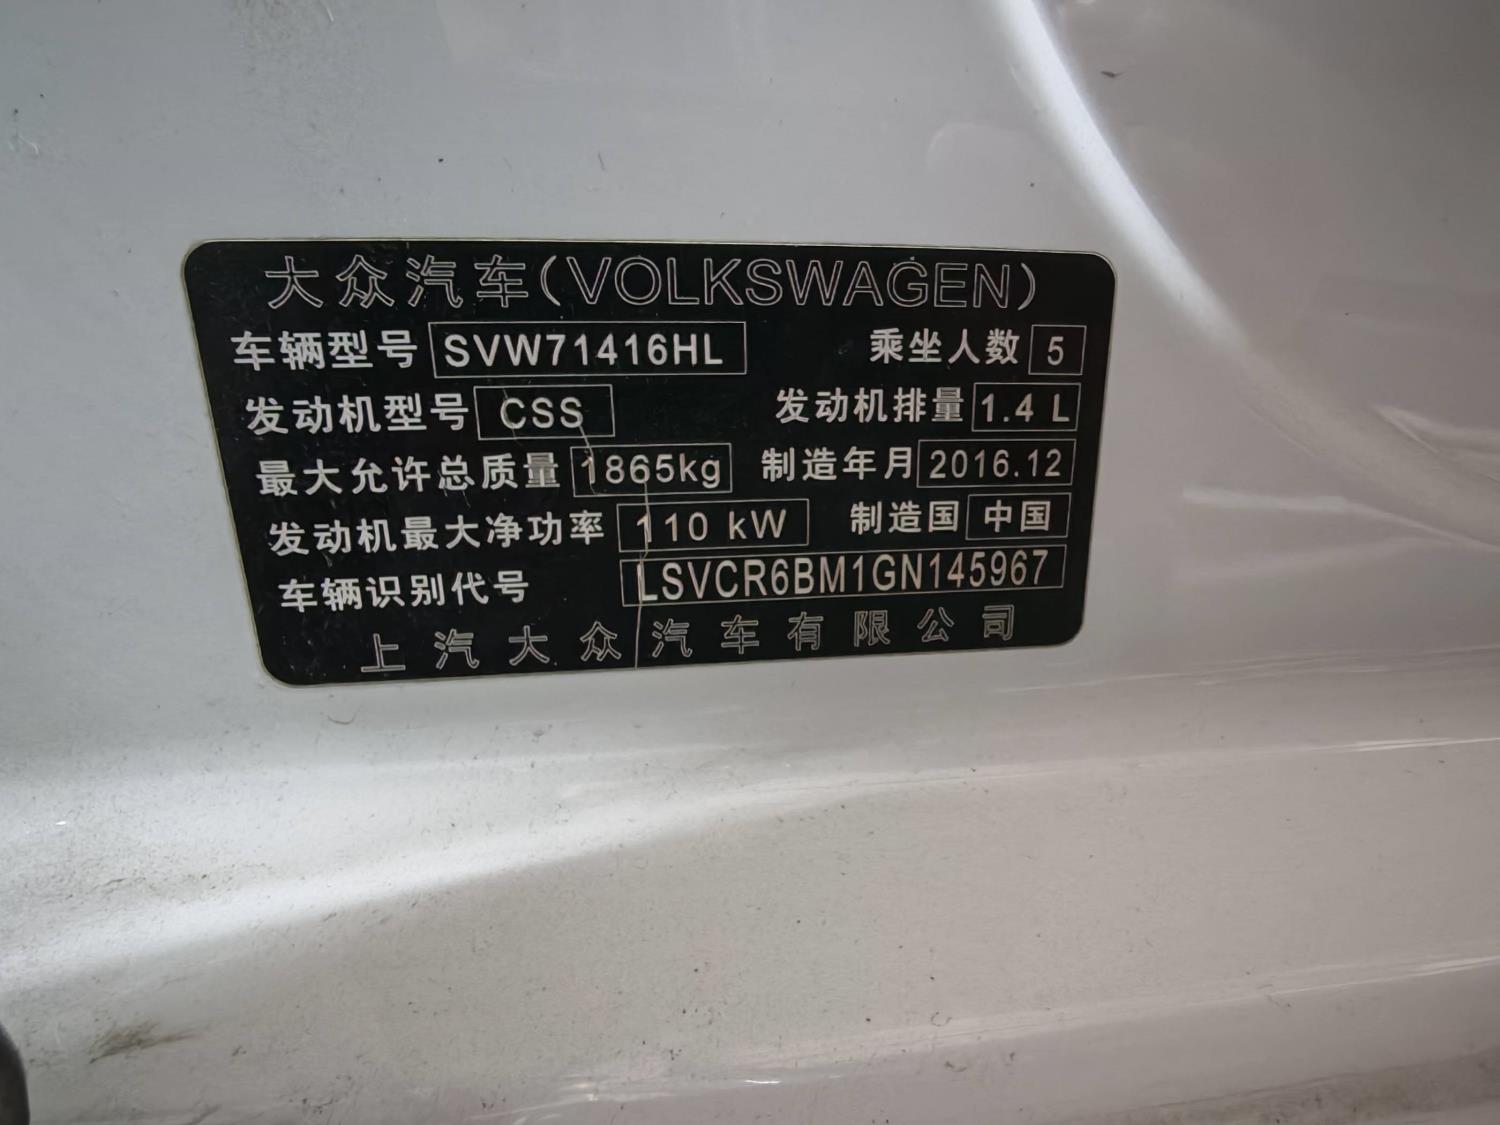 大众汽车(VOLKSWAGEN)
车辆型号 SVW71416HL 乘坐人数 5
发动机型号 CSS 发动机排量 1.4 L
最大允许总质量 1865kg 制造年月 2016.12
发动机最大净功率 110 kW 制造国 中国
车辆识别代号 LSVCR6BM1GN145967
上汽大众汽车有限公司